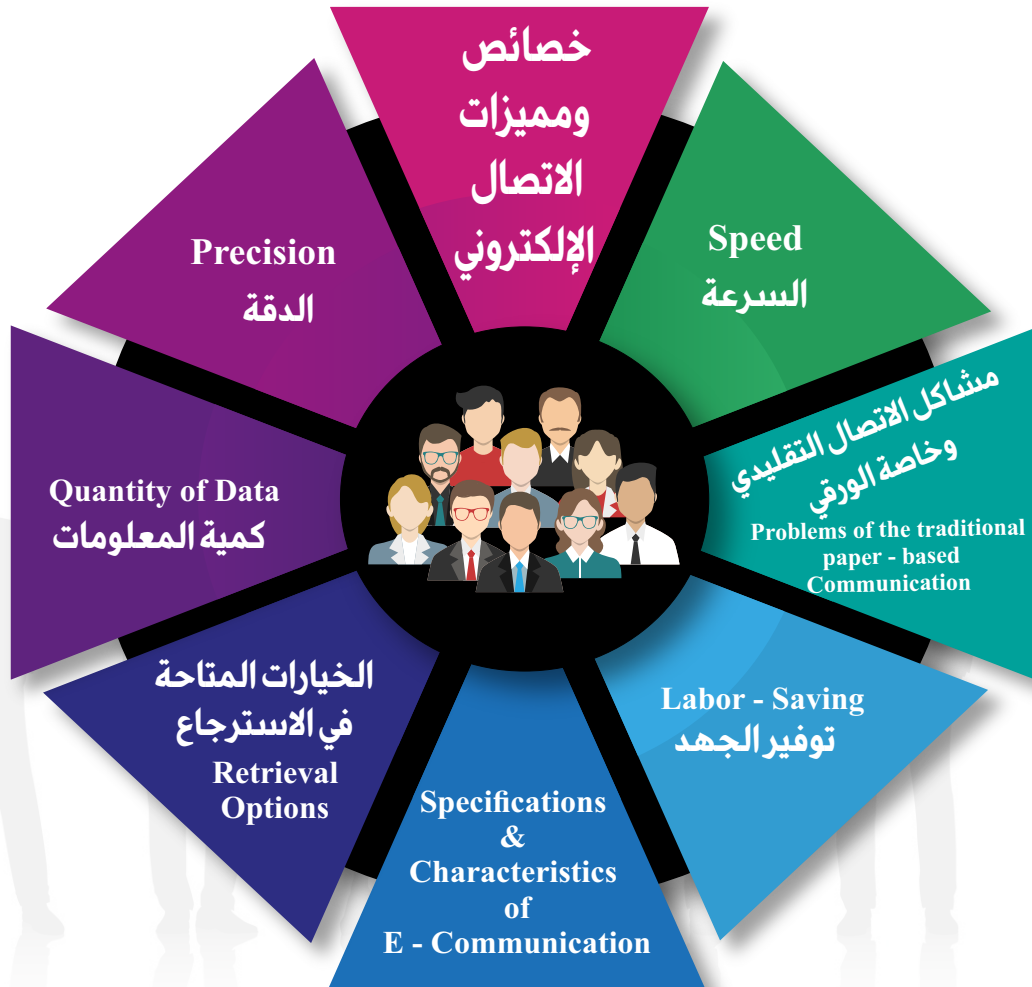 خصائص
ومميزات
الاتصال
الإلكتروني
Speed
السرعة
مشاكل الاتصال التقليدي
وخاصة الورقي
Problems of the traditional
paper - based
Communication
Labor - Saving
توفير الجهد
Specifications
&
Characteristics
of
E - Communication
الخيارات المتاحة
في الاسترجاع
Retrieval
Options
Quantity of Data
كمية المعلومات
Precision
الدقة